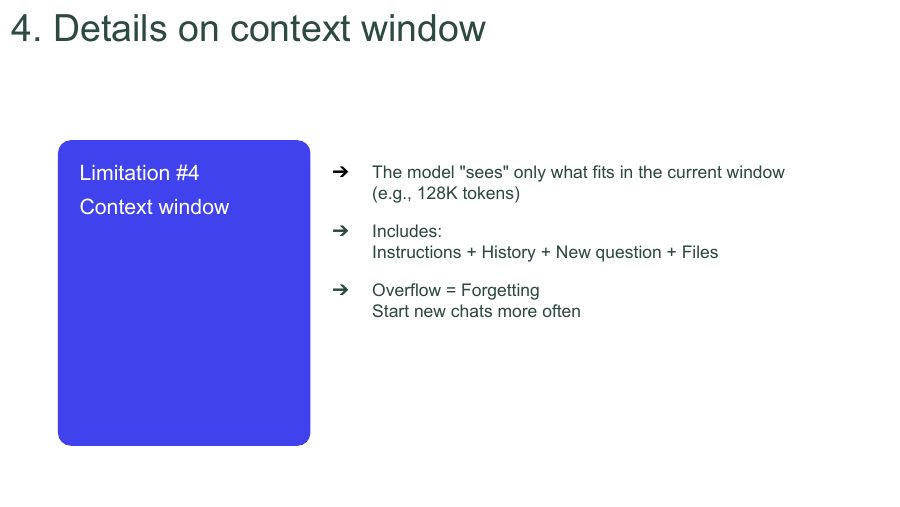 4. Details on context window
Limitation #4
Context window
➔ The model "sees" only what fits in the current window
(e.g., 128K tokens)
➔ Includes:
Instructions + History + New question + Files
➔ Overflow = Forgetting
Start new chats more often